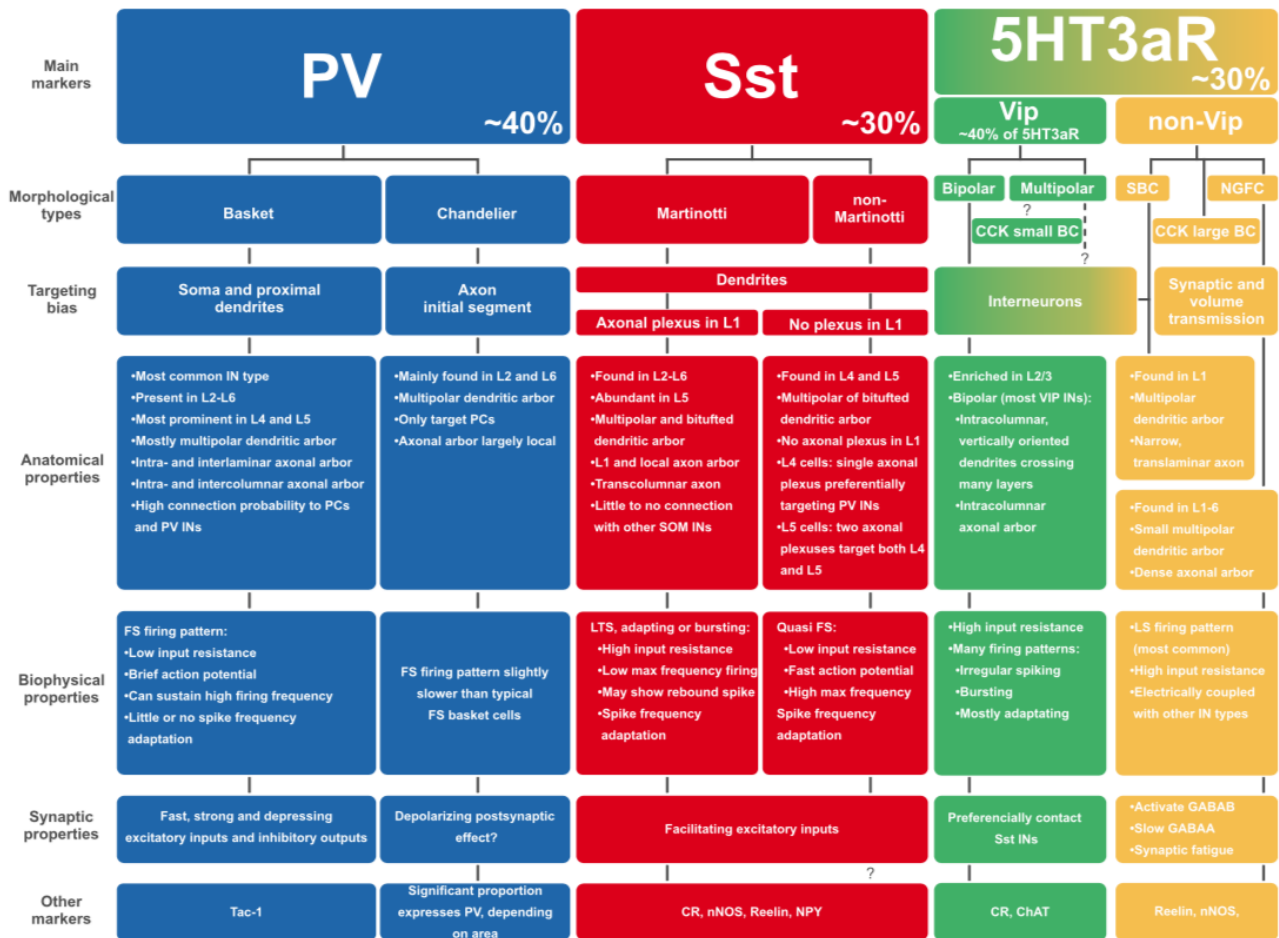 Main
markers
PV
~40%
Sst
~30%
5HT3aR
~30%
Vip
~40% of 5HT3aR
non-Vip
Morphological
types
Basket
Chandelier
Martinotti
non-
Martinotti
Bipolar
Multipolar
?
CCK small BC
?
SBC
NGFC
CCK large BC
Targeting
bias
Soma and proximal
dendrites
Axon
initial segment
Dendrites
Axonal plexus in L1
No plexus in L1
Interneurons
Synaptic and
volume
transmission
Anatomical
properties
•Most common IN type
•Present in L2-L6
•Most prominent in L4 and L5
•Mostly multipolar dendritic arbor
•Intra- and interlaminar axonal arbor
•Intra- and intercolumnar axonal arbor
•High connection probability to PCs
and PV INs
•Mainly found in L2 and L6
•Multipolar dendritic arbor
•Only target PCs
•Axonal arbor largely local
•Found in L2-L6
•Abundant in L5
•Multipolar and bitufted
dendritic arbor
•L1 and local axon arbor
•Transcolumnar axon
•Little to no connection
with other SOM INs
•Found in L4 and L5
•Multipolar of bitufted
dendritic arbor
•No axonal plexus in L1
•L4 cells: single axonal
plexus preferentially
targeting PV INs
•L5 cells: two axonal
plexuses target both L4
and L5
•Enriched in L2/3
•Bipolar (most VIP INs):
•Intracolumnar,
vertically oriented
dendrites crossing
many layers
•Intracolumnar
axonal arbor
•Found in L1
•Multipolar
dendritic arbor
•Narrow,
translaminar axon
•Found in L1-6
•Small multipolar
dendritic arbor
•Dense axonal arbor
Biophysical
properties
FS firing pattern:
•Low input resistance
•Brief action potential
•Can sustain high firing frequency
•Little or no spike frequency
adaptation
FS firing pattern slightly
slower than typical
FS basket cells
LTS, adapting or bursting:
•High input resistance
•Low max frequency firing
•May show rebound spike
•Spike frequency
adaptation
Quasi FS:
•Low input resistance
•Fast action potential
•High max frequency
Spike frequency
adaptation
•High input resistance
•Many firing patterns:
•Irregular spiking
•Bursting
•Mostly adaptating
•LS firing pattern
(most common)
•High input resistance
•Electrically coupled
with other IN types
Synaptic
properties
Fast, strong and depressing
excitatory inputs and inhibitory outputs
Depolarizing postsynaptic
effect?
Facilitating excitatory inputs
Preferencially contact
Sst INs
•Activate GABAB
•Slow GABAA
•Synaptic fatigue
?
Other
markers
Tac-1
Significant proportion
expresses PV, depending
on area
CR, nNOS, Reelin, NPY
CR, ChAT
Reelin, nNOS,